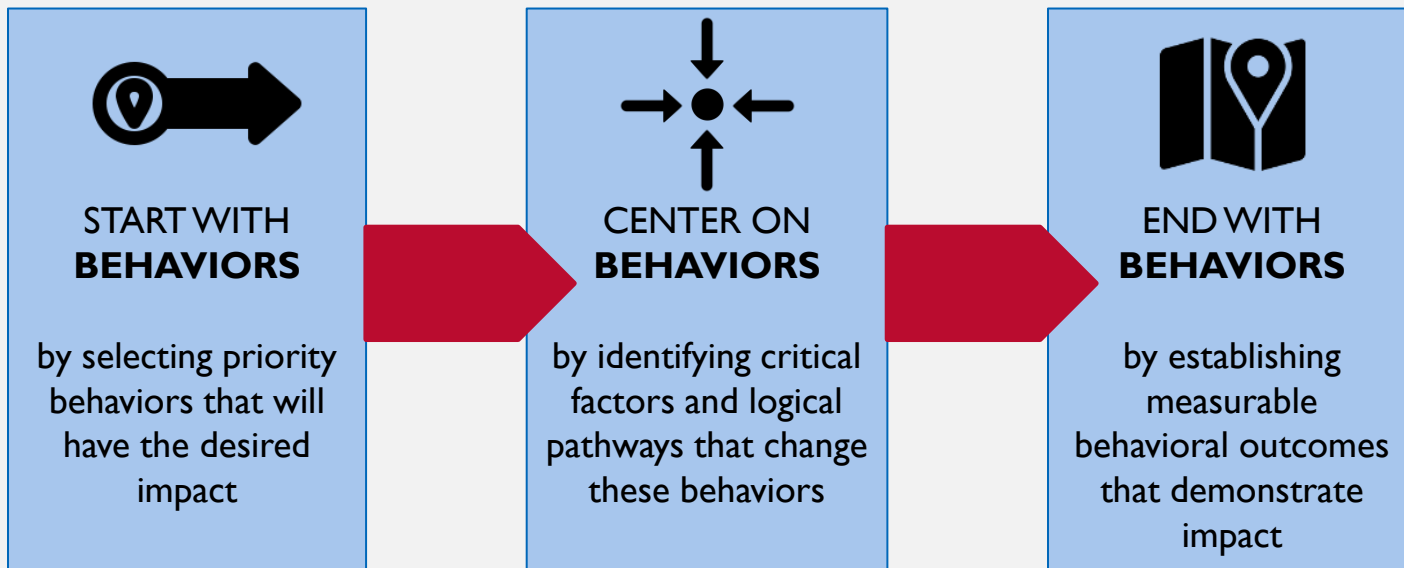 START WITH
BEHAVIORS
by selecting priority
behaviors that will
have the desired
impact
CENTER ON
BEHAVIORS
by identifying critical
factors and logical
pathways that change
these behaviors
END WITH
BEHAVIORS
by establishing
measurable
behavioral outcomes
that demonstrate
impact